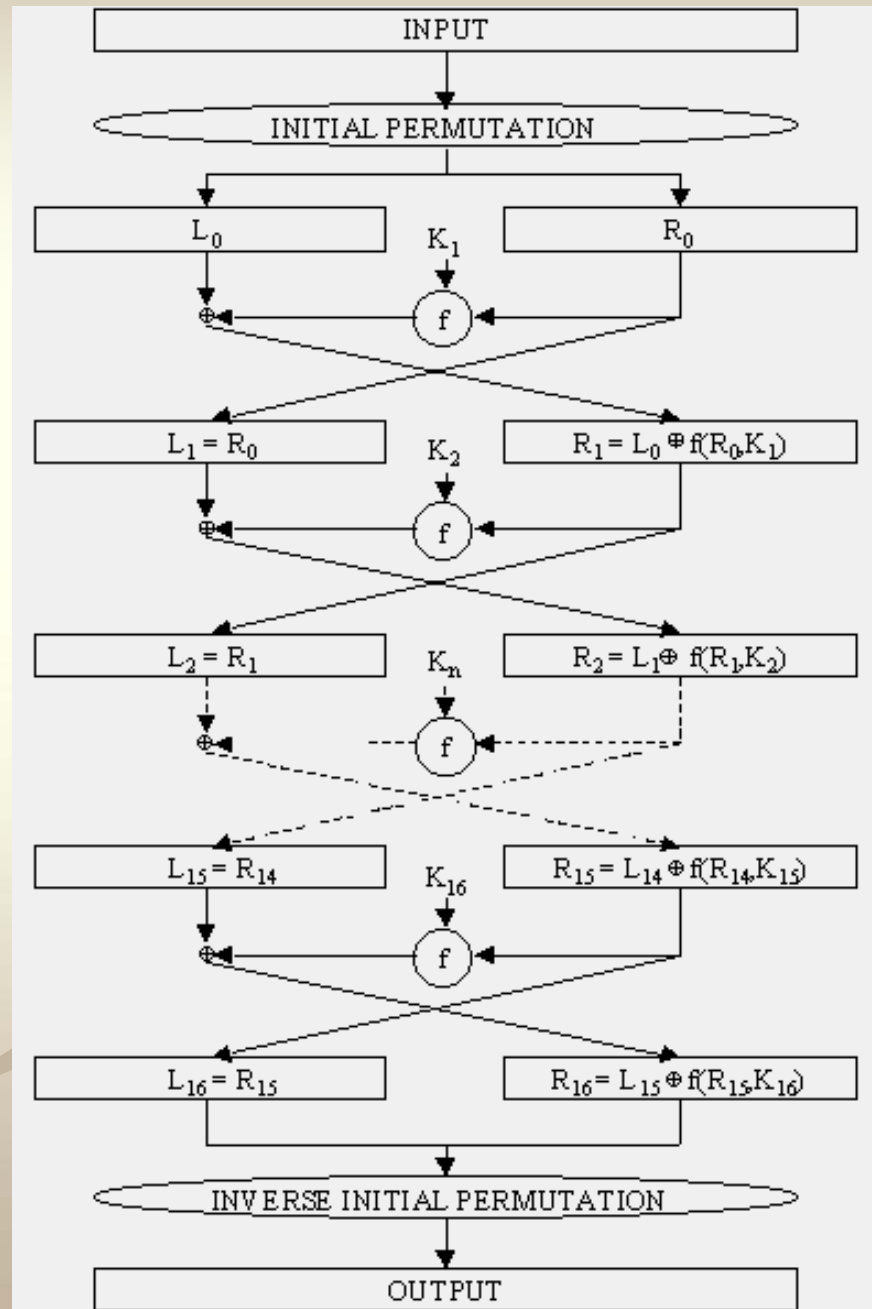 INPUT
INITIAL PERMUTATION
L₀
K₁
R₀
⊕
f
L₁ = R₀
K₂
R₁ = L₀ ⊕ f(R₀,K₁)
⊕
f
L₂ = R₁
Kₙ
R₂ = L₁⊕ f(R₁,K₂)
⊕
f
L₁₅ = R₁₄
K₁₆
R₁₅ = L₁₄ ⊕ f(R₁₄,K₁₅)
⊕
f
L₁₆ = R₁₅
R₁₆ = L₁₅ ⊕ f(R₁₅,K₁₆)
INVERSE INITIAL PERMUTATION
OUTPUT